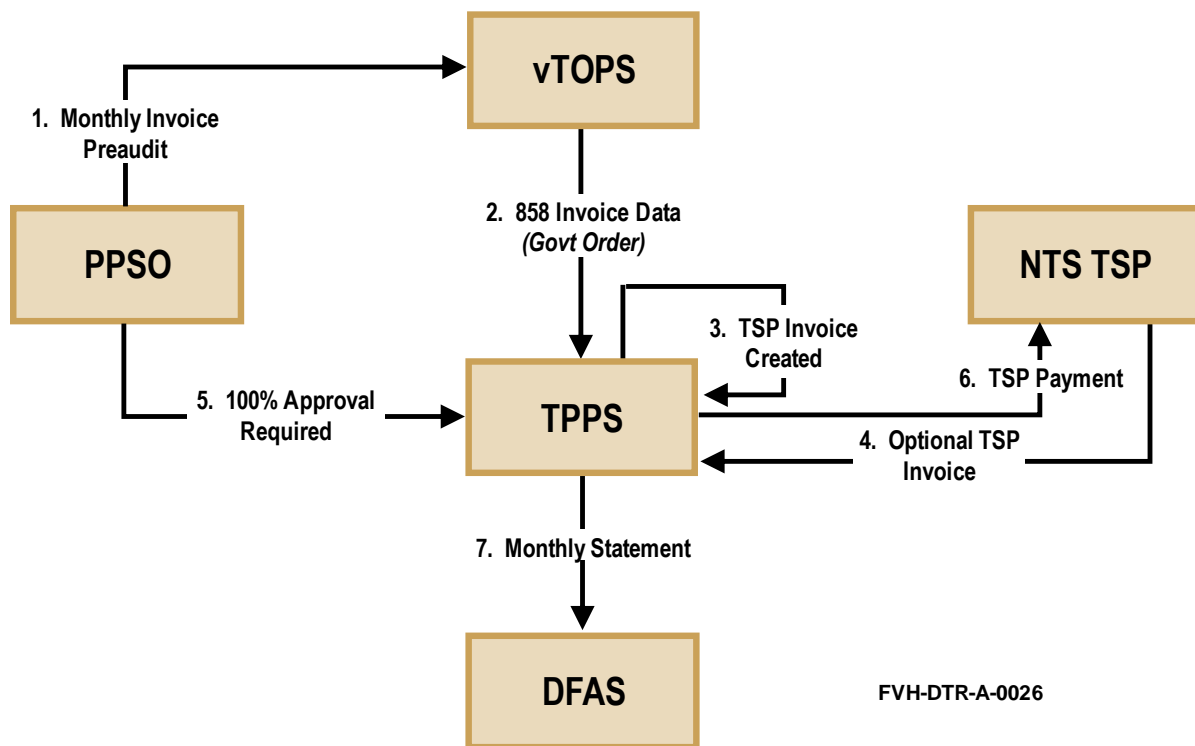 vTOPS
1.  Monthly Invoice
Preaudit
2.  858 Invoice Data
(Govt Order)
PPSO
NTS TSP
3.  TSP Invoice
Created
6.  TSP Payment
5.  100% Approval
Required
TPPS
4.  Optional TSP
Invoice
7.  Monthly Statement
DFAS
FVH-DTR-A-0026